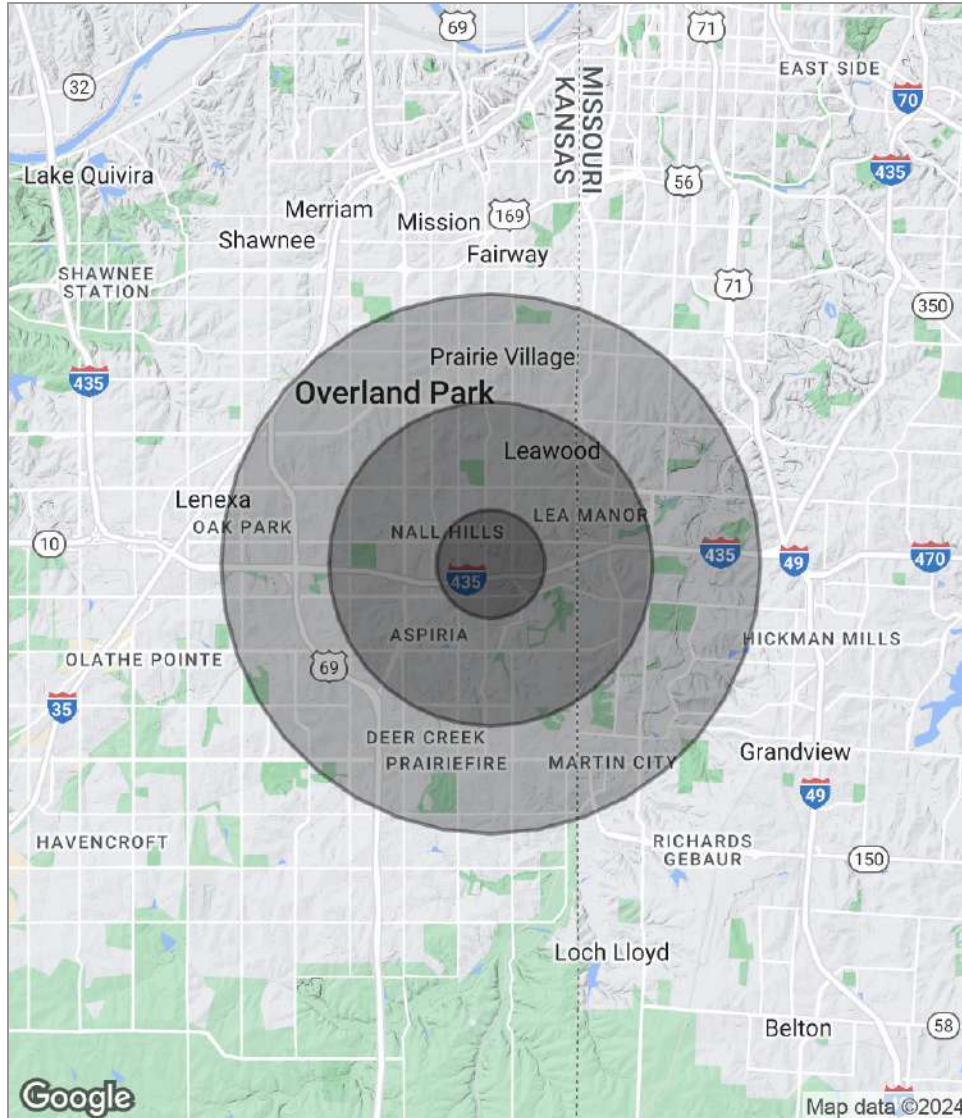 69
71
EAST SIDE
32
MISSOURI
KANSAS
70
435
Lake Quivira
56
Merriam
Mission
169
Shawnee
Fairway
SHAWNEE
STATION
71
350
Prairie Village
435
Overland Park
Leawood
Lenexa
OAK PARK
LEA MANOR
NALL HILLS
10
435
49
470
435
ASPIRIA
HICKMAN MILLS
OLATHE POINTE
69
35
DEER CREEK
PRAIRIEFIRE
MARTIN CITY
Grandview
49
HAVENCROFT
RICHARDS
GEBAUR
150
Loch Lloyd
Belton
58
Google
Map data ©2024